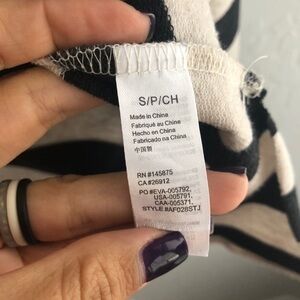 S/P/CH
Made in China
Fabriqué au Chine
Hecho en China
Fabricado na China
中国製
RN #145875
CA #26912
PO #EVA-005792,
USA-005791,
CAA-005371,
STYLE #AF028STJ